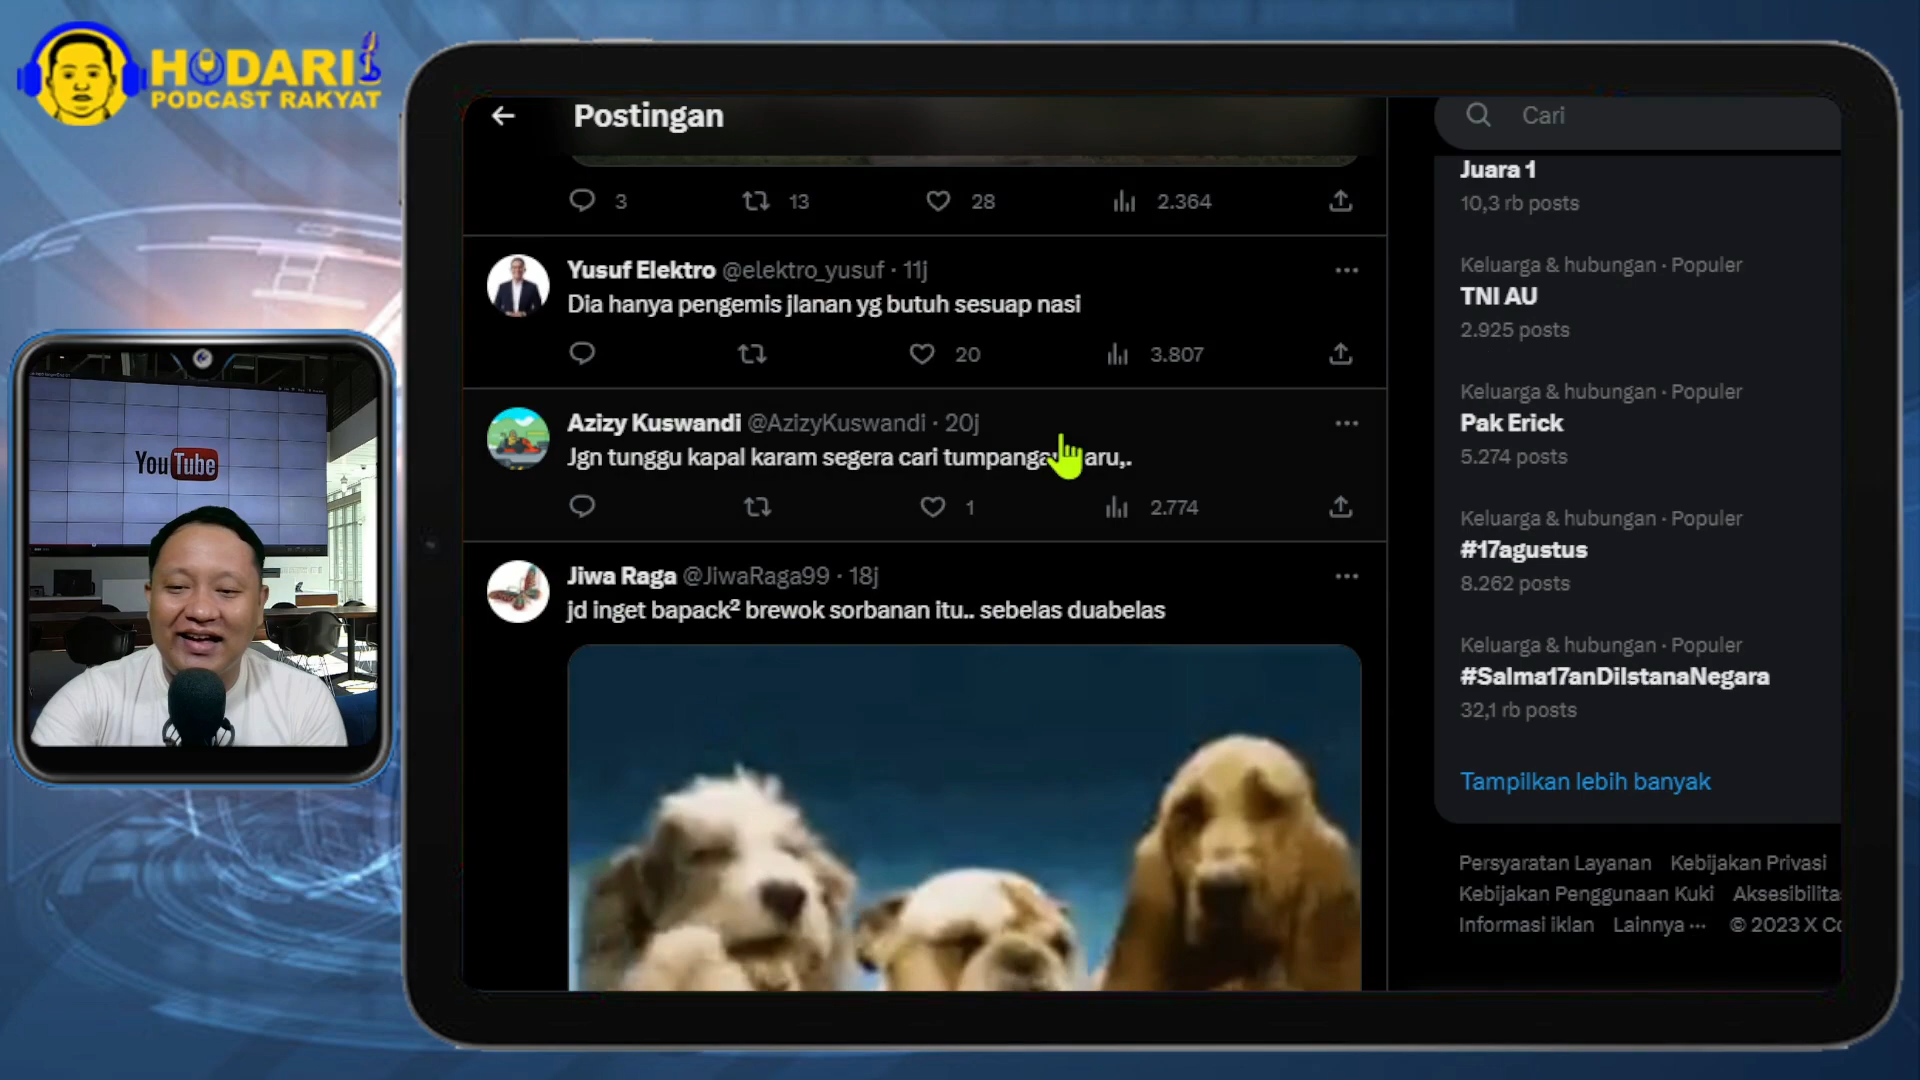 HODARI
PODCAST RAKYAT
You Tube
Postingan
3 13 28 2.364
Yusuf Elektro @elektro_yusuf · 11j
Dia hanya pengemis jlanan yg butuh sesuap nasi
20 3.807
Azizy Kuswandi @AzizyKuswandi · 20j
Jgn tunggu kapal karam segera cari
1 2.774
Jiwa Raga @JiwaRaga99 · 18j
jd inget bapack² brewok sorbanan itu.. sebelas duabelas
Cari
Juara 1
10,3 rb posts
Keluarga & hubungan · Populer
TNI AU
2.925 posts
Keluarga & hubungan · Populer
Pak Erick
5.274 posts
Keluarga & hubungan · Populer
#17agustus
8.262 posts
Keluarga & hubungan · Populer
#Salma17anDiIstanaNegara
32,1 rb posts
Tampilkan lebih banyak
Persyaratan Layanan Kebijakan Privasi
Kebijakan Penggunaan Kuki
Informasi iklan Lainnya ··· © 2023 X